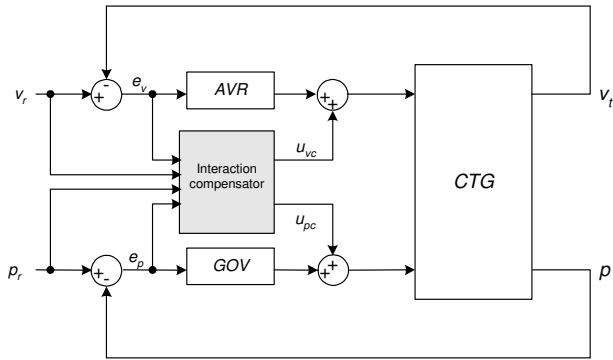 v_r
+
-
e_v
AVR
+
+
v_t
Interaction
compensator
u_vc
CTG
u_pc
p_r
+
-
e_p
GOV
+
+
p